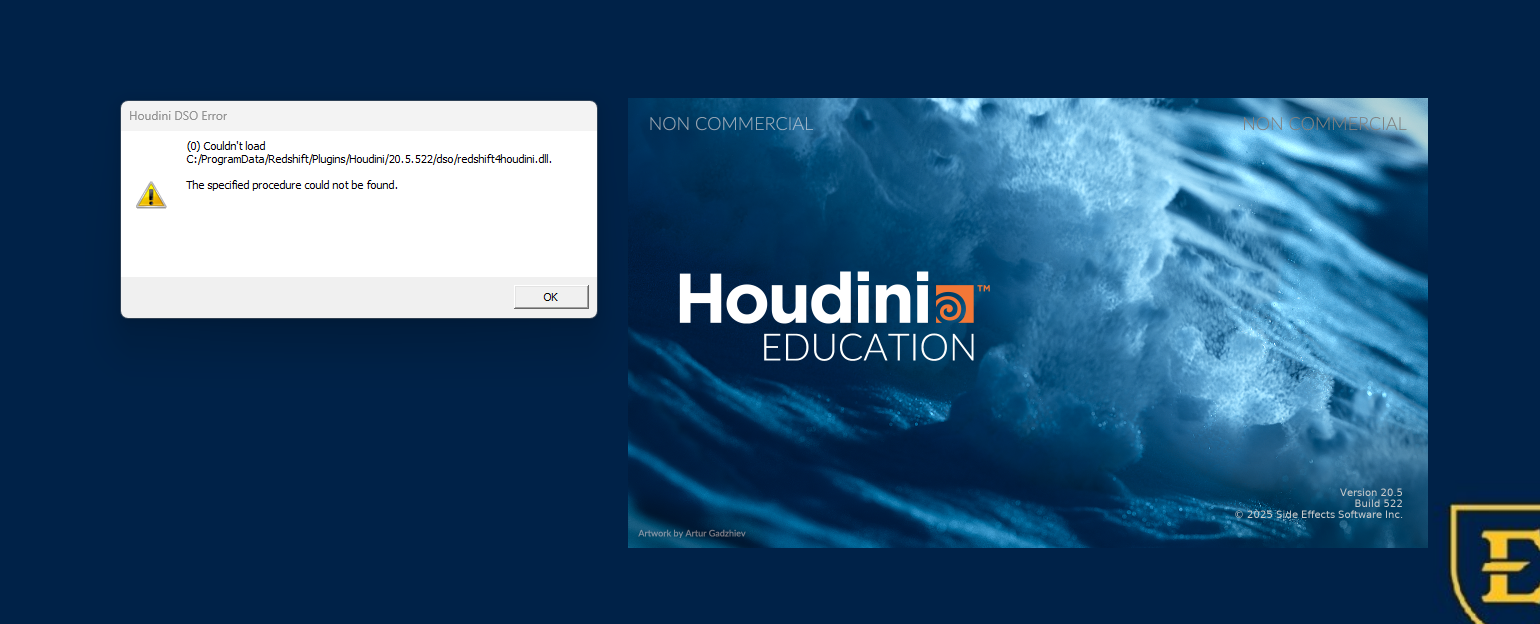 Houdini DSO Error
(0) Couldn't load
C:/ProgramData/Redshift/Plugins/Houdini/20.5.522/dso/redshift4houdini.dll.
The specified procedure could not be found.
OK
NON COMMERCIAL
NON COMMERCIAL
Houdini™
EDUCATION
Version 20.5
Build 522
© 2025 Side Effects Software Inc.
Artwork by Artur Gadzhiev
E